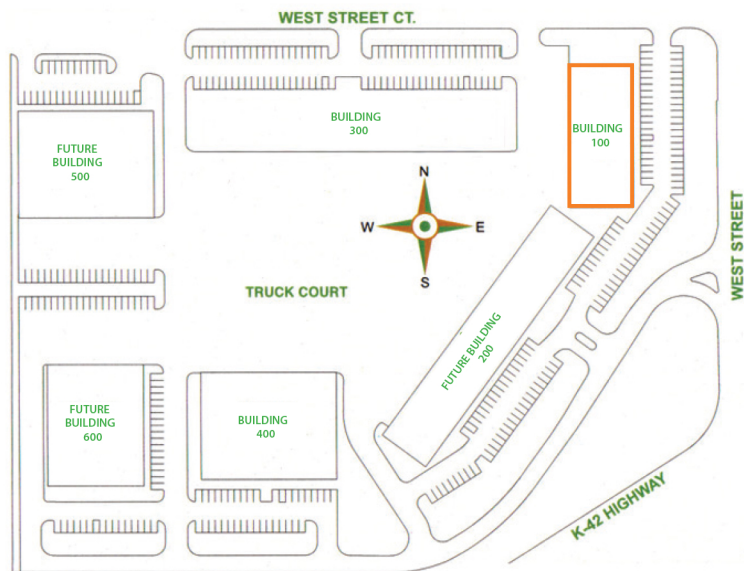 WEST STREET CT.
BUILDING
300
BUILDING
100
FUTURE
BUILDING
500
N
W
E
S
WEST STREET
TRUCK COURT
FUTURE BUILDING
200
FUTURE
BUILDING
600
BUILDING
400
K-42 HIGHWAY